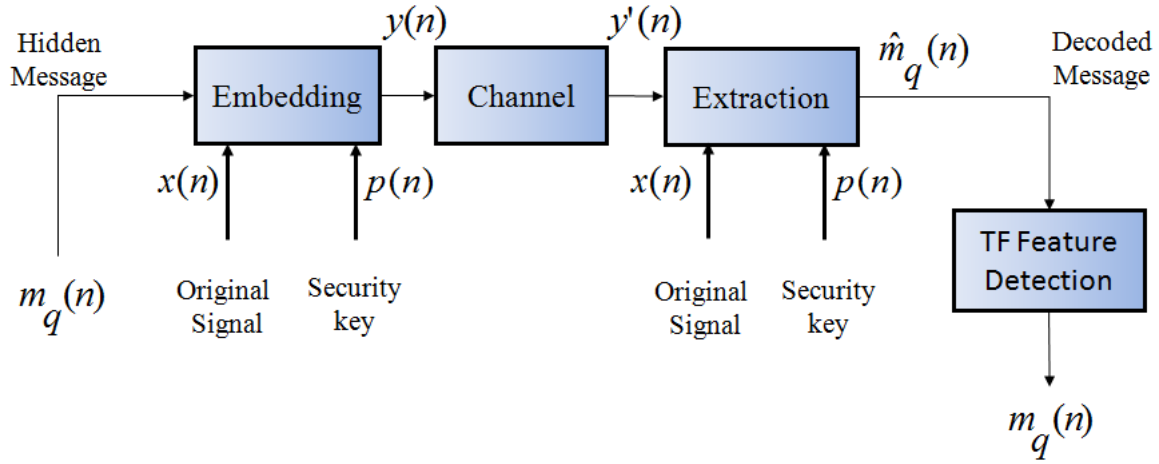 Hidden
Message
y(n)
y'(n)
m̂q(n)
Decoded
Message
Embedding
Channel
Extraction
x(n)
p(n)
x(n)
p(n)
TF Feature
Detection
mq(n)
Original
Signal
Security
key
Original
Signal
Security
key
mq(n)